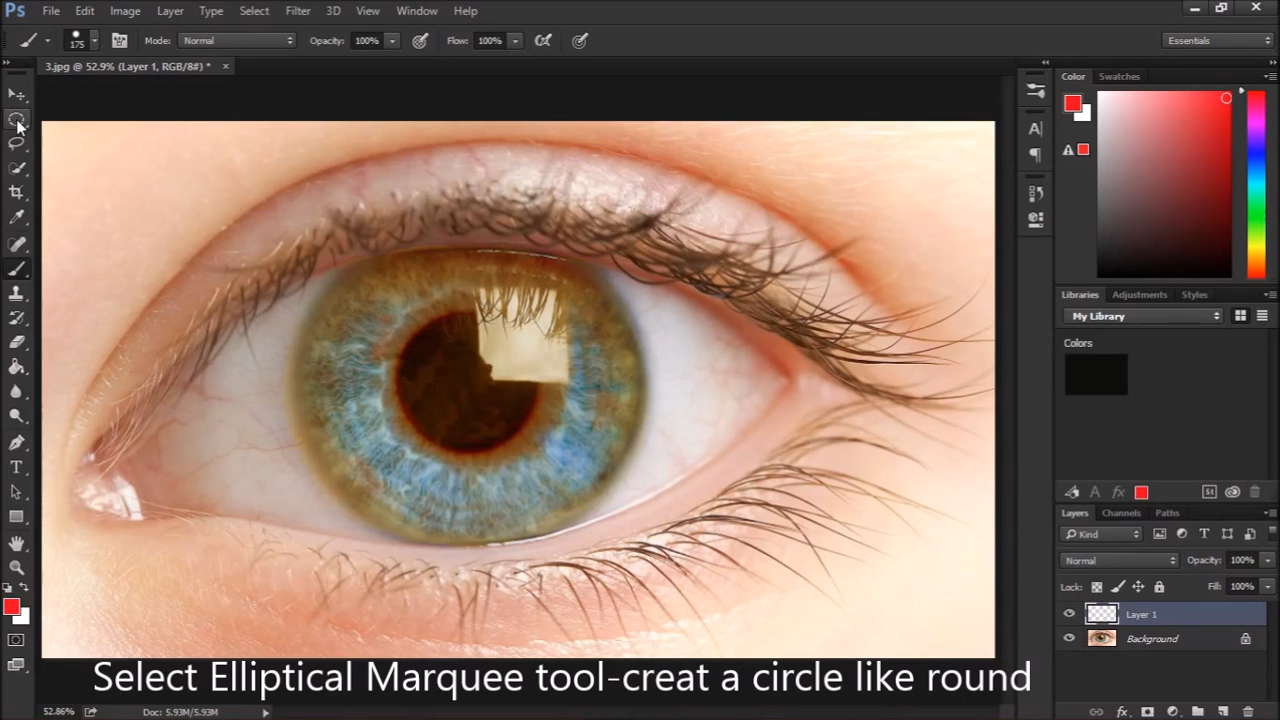 Ps File Edit Image Layer Type Select Filter 3D View Window Help
175 Mode: Normal Opacity: 100% Flow: 100% Essentials
3.jpg @ 52.9% (Layer 1, RGB/8#) * ×
Color Swatches
Libraries Adjustments Styles
My Library
Colors
St
Layers Channels Paths
Kind
Normal Opacity: 100%
Lock: Fill: 100%
Layer 1
Background
Select Elliptical Marquee tool-creat a circle like round
52.86% Doc: 5.93M/5.93M